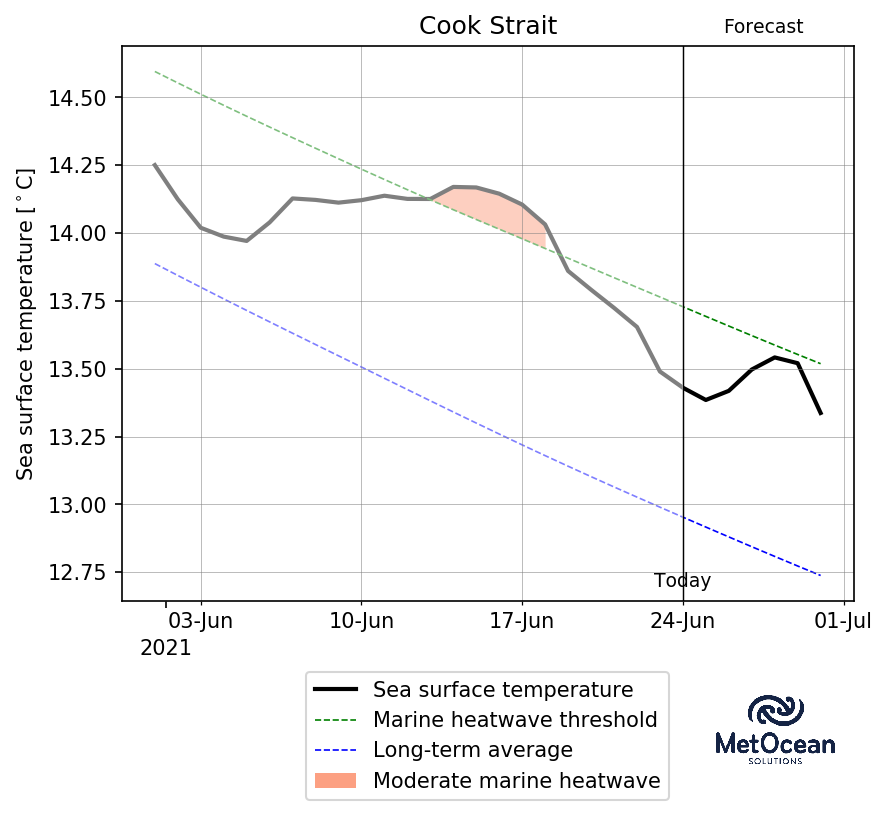 Cook Strait
Forecast
Sea surface temperature [°C]
14.50
14.25
14.00
13.75
13.50
13.25
13.00
12.75
Today
03-Jun
10-Jun
17-Jun
24-Jun
01-Jul
2021
Sea surface temperature
Marine heatwave threshold
Long-term average
Moderate marine heatwave
MetOcean
SOLUTIONS